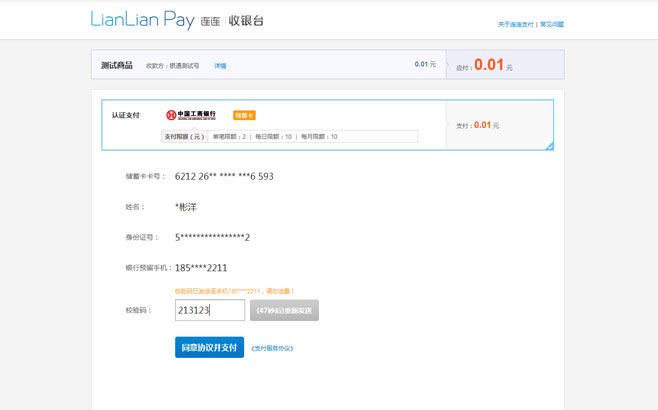 LianLian Pay 连连 收银台
关于连连支付 | 常见问题
测试商品 收款方：银通测试号 详情 0.01 元 应付：0.01 元
认证支付 中国工商银行 储蓄卡 支付：0.01 元
支付限额（元） 单笔限额：2 | 每日限额：10 | 每月限额：10
储蓄卡卡号： 6212 26** **** ***6 593
姓名： *彬洋
身份证号： 5****************2
银行预留手机： 185****2211
校验码已发送至手机185****2211，请勿泄露！
校验码： 213123 (47秒后)重新发送
同意协议并支付 《支付服务协议》